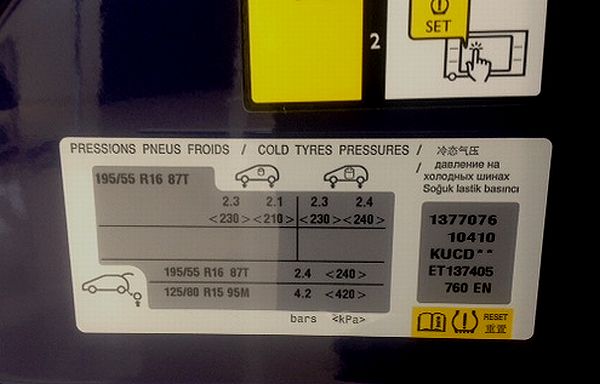 SET
2
PRESSIONS PNEUS FROIDS / COLD TYRES PRESSURES / 冷态气压
/ давление на
холодных шинах
Soğuk lastik basıncı
195/55 R16 87T
2.3 2.1 2.3 2.4
<230> <210> <230> <240>
195/55 R16 87T 2.4 <240>
125/80 R15 95M 4.2 <420>
bars <kPa>
1377076
10410
KUCD**
ET137405
760 EN
RESET
重置